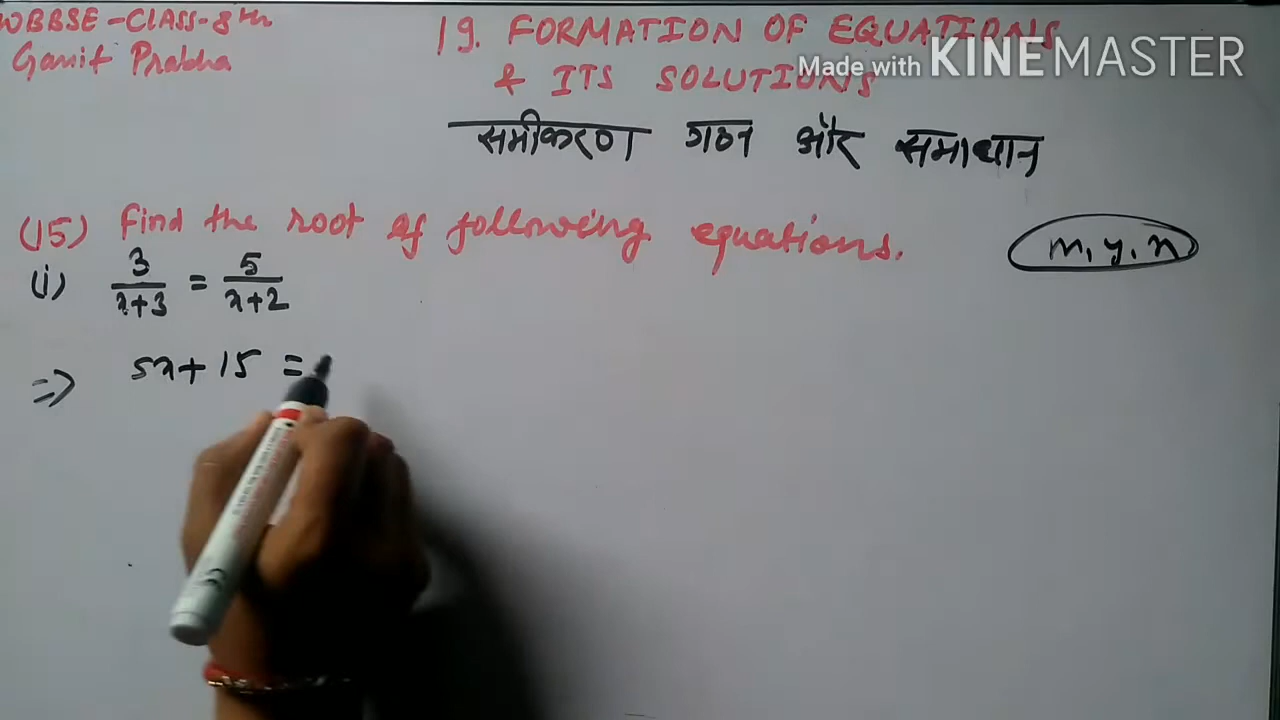 WBBSE-CLASS-8th
Ganit Prabha
19. FORMATION OF EQUATIONS
& ITS SOLUTIONS
Made with KINEMASTER
समीकरण गठन और समाधान
(15) Find the root of following equations.
m, y, x
(i) 3/x+3 = 5/x+2
⇒ 5x+15 =